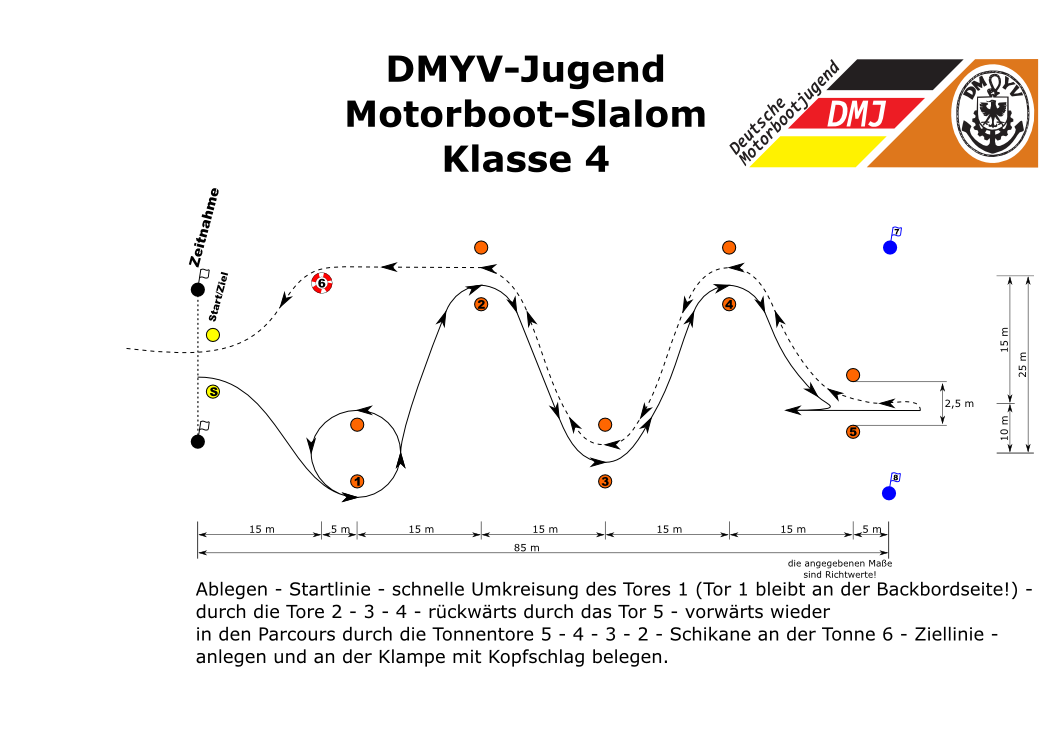 DMYV-Jugend
Motorboot-Slalom
Klasse 4
Deutsche
Motorbootjugend
DMJ
DMYV
Zeitnahme
Start/Ziel
S
6
2
4
7
1
3
5
8
15 m
25 m
2,5 m
10 m
15 m 5 m 15 m 15 m 15 m 15 m 5 m
85 m
die angegebenen Maße
sind Richtwerte!
Ablegen - Startlinie - schnelle Umkreisung des Tores 1 (Tor 1 bleibt an der Backbordseite!) -
durch die Tore 2 - 3 - 4 - rückwärts durch das Tor 5 - vorwärts wieder
in den Parcours durch die Tonnentore 5 - 4 - 3 - 2 - Schikane an der Tonne 6 - Ziellinie -
anlegen und an der Klampe mit Kopfschlag belegen.